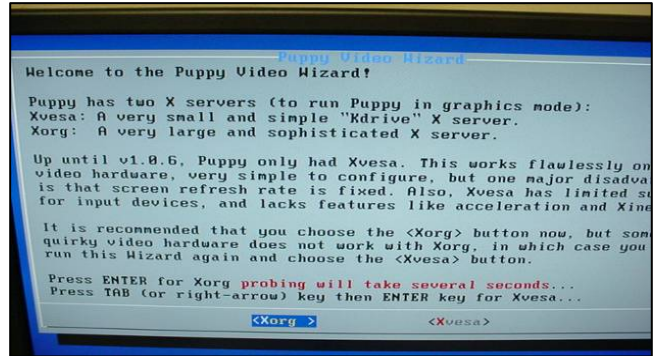 Puppy Video Wizard
Welcome to the Puppy Video Wizard!
Puppy has two X servers (to run Puppy in graphics mode):
Xvesa: A very small and simple "Kdrive" X server.
Xorg: A very large and sophisticated X server.
Up until v1.0.6, Puppy only had Xvesa. This works flawlessly on
video hardware, very simple to configure, but one major disadva
is that screen refresh rate is fixed. Also, Xvesa has limited su
for input devices, and lacks features like acceleration and Xine
It is recommended that you choose the <Xorg> button now, but som
quirky video hardware does not work with Xorg, in which case you
run this Wizard again and choose the <Xvesa> button.
Press ENTER for Xorg probing will take several seconds...
Press TAB (or right-arrow) key then ENTER key for Xvesa...
<Xorg > <Xvesa>